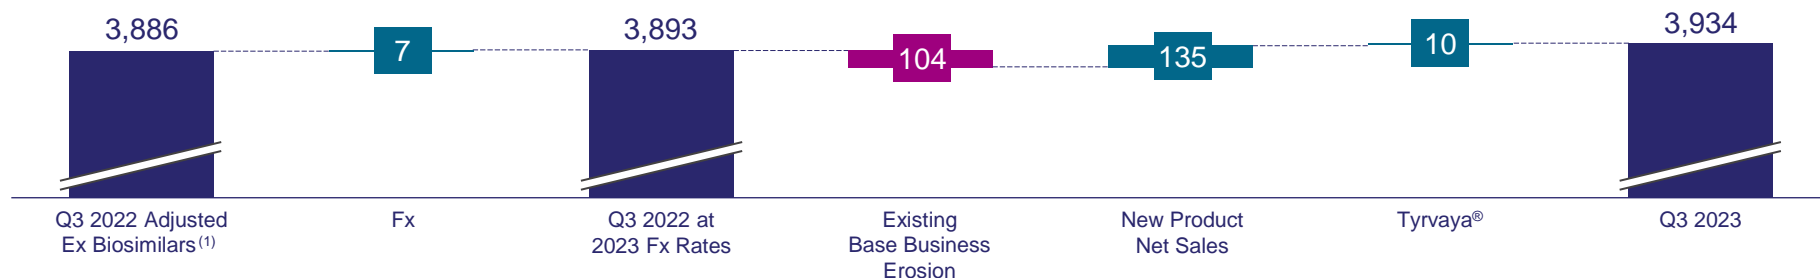 3,886
7
3,893
104
135
10
3,934
Q3 2022 Adjusted
Ex Biosimilars (1)
Fx
Q3 2022 at
2023 Fx Rates
Existing
Base Business
Erosion
New Product
Net Sales
Tyrvaya®
Q3 2023